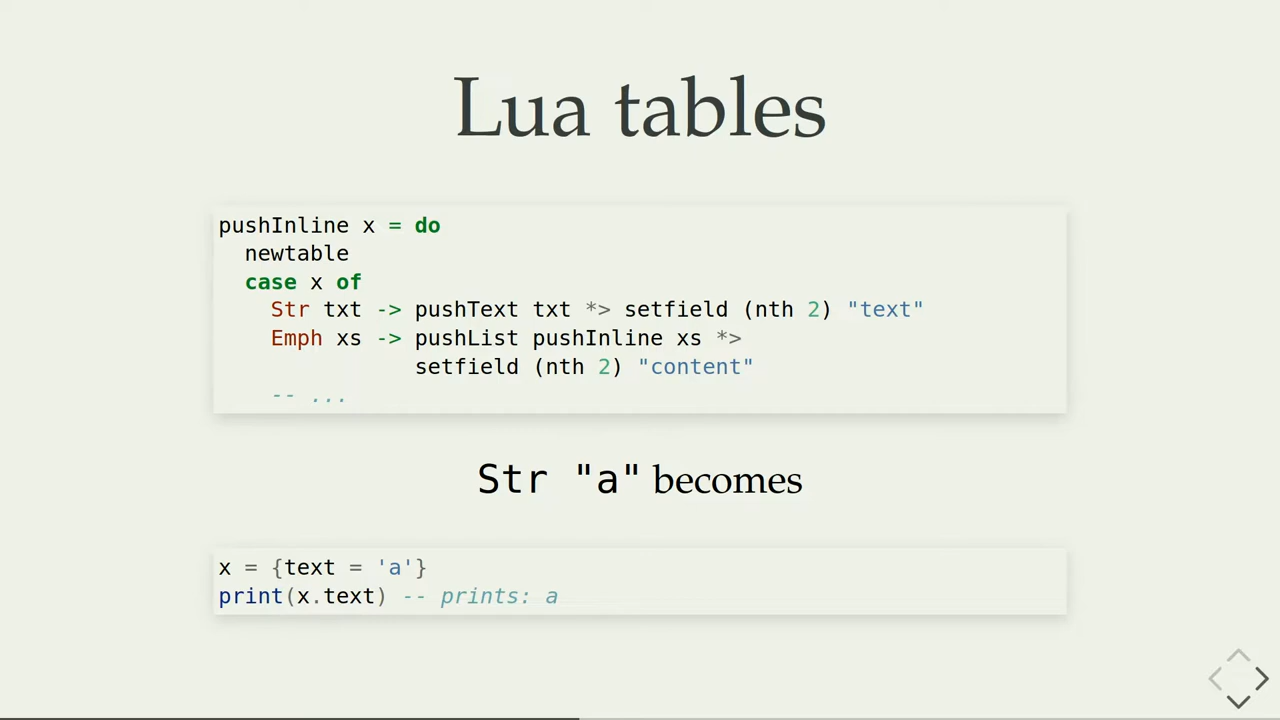 Lua tables
pushInline x = do
  newtable
  case x of
    Str txt -> pushText txt *> setfield (nth 2) "text"
    Emph xs -> pushList pushInline xs *>
               setfield (nth 2) "content"
    -- ...
Str "a" becomes
x = {text = 'a'}
print(x.text) -- prints: a